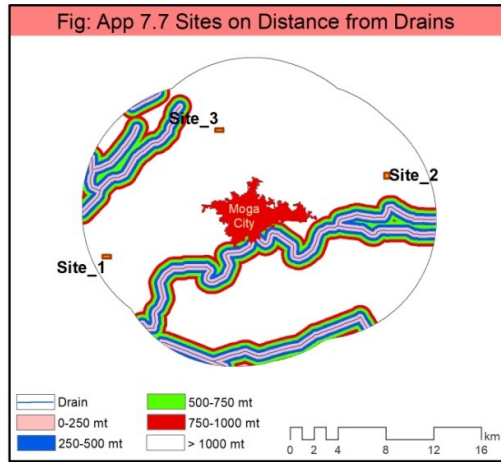 Fig: App 7.7 Sites on Distance from Drains
Site_3
Site_2
Moga
City
Site_1
Drain
0-250 mt
250-500 mt
500-750 mt
750-1000 mt
> 1000 mt
km
0 2 4 8 12 16